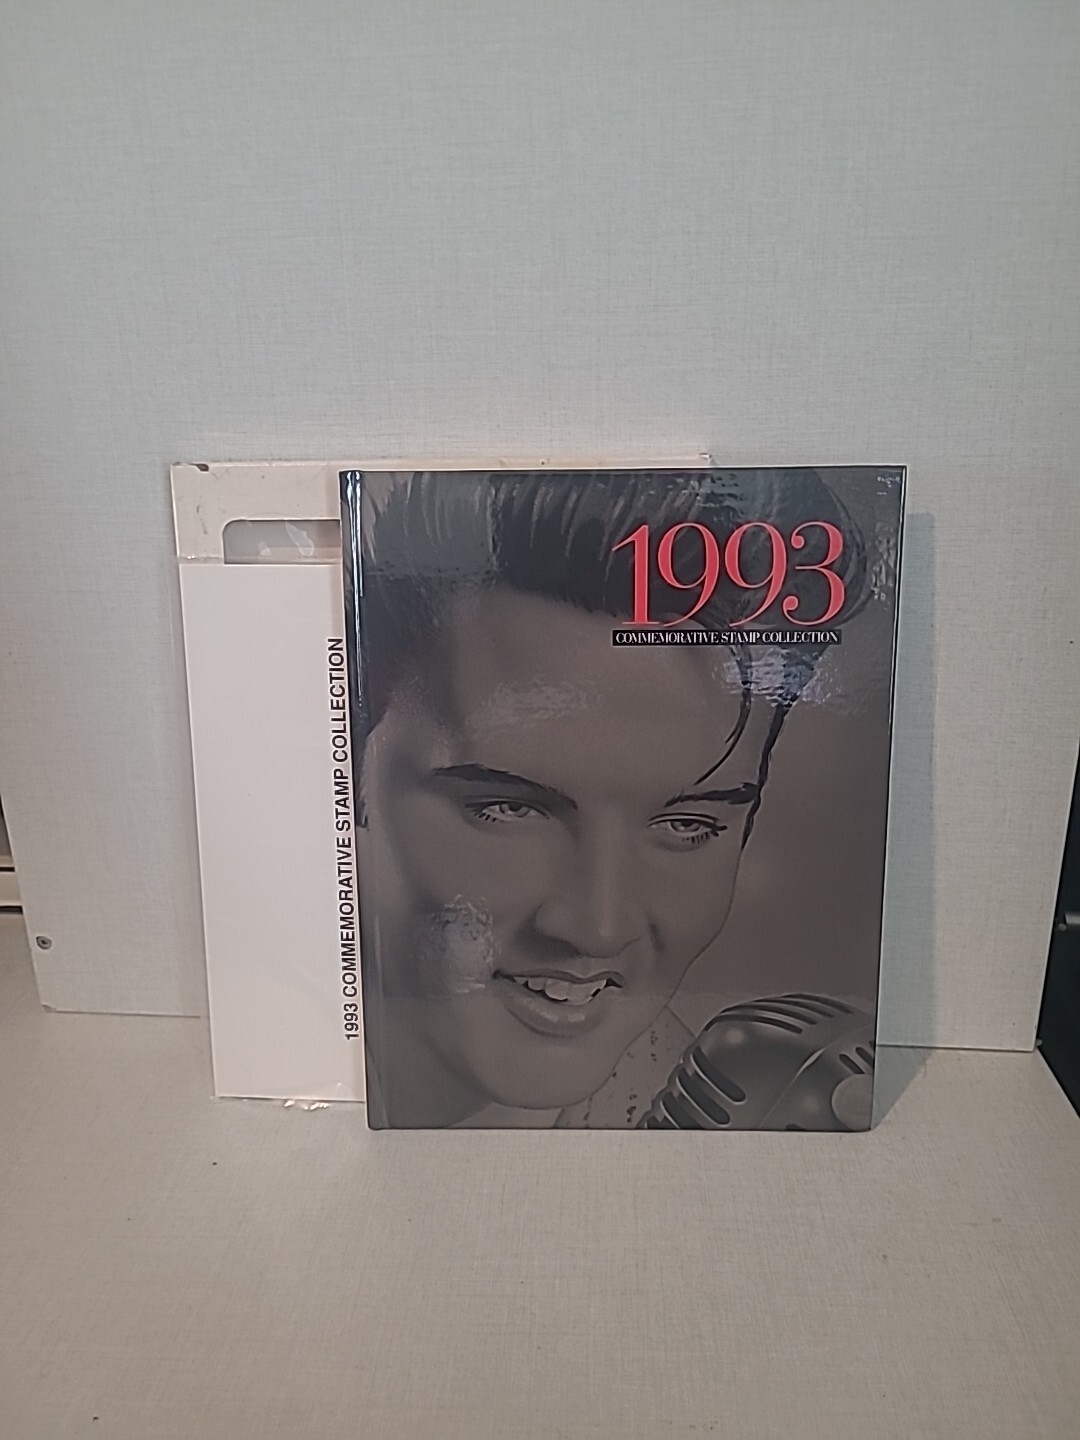 1993
COMMEMORATIVE STAMP COLLECTION
1993 COMMEMORATIVE STAMP COLLECTION